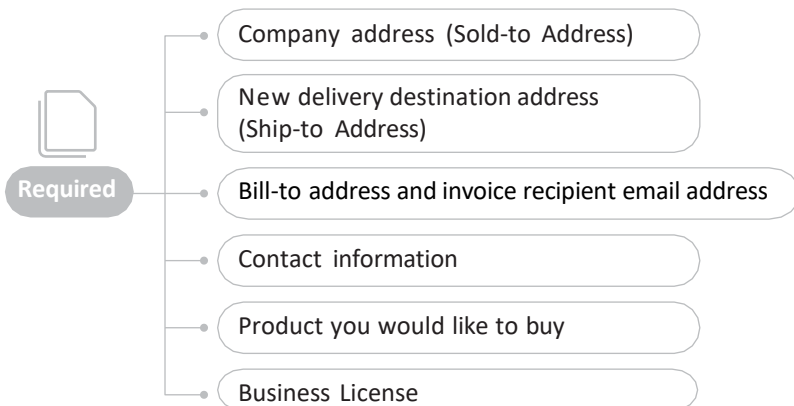 Company address (Sold-to Address)
New delivery destination address
(Ship-to Address)
Required
Bill-to address and invoice recipient email address
Contact information
Product you would like to buy
Business License